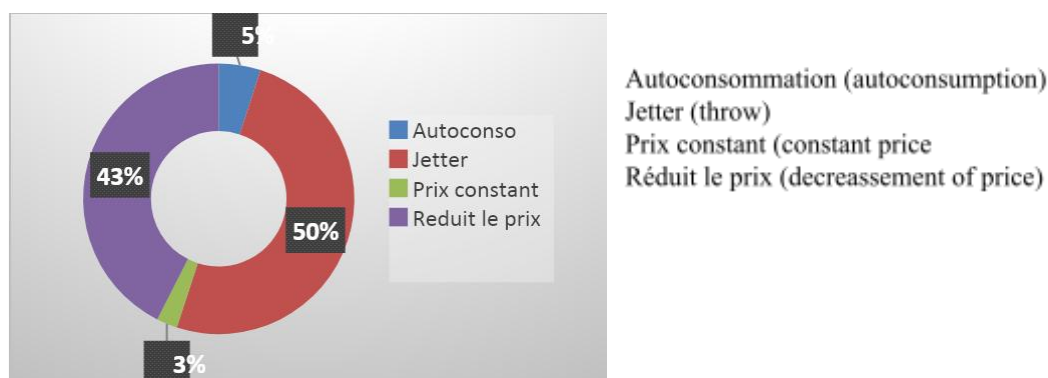 5%
43%
50%
3%
Autoconso
Jetter
Prix constant
Reduit le prix
Autoconsommation (autoconsumption)
Jetter (throw)
Prix constant (constant price
Réduit le prix (decreassement of price)